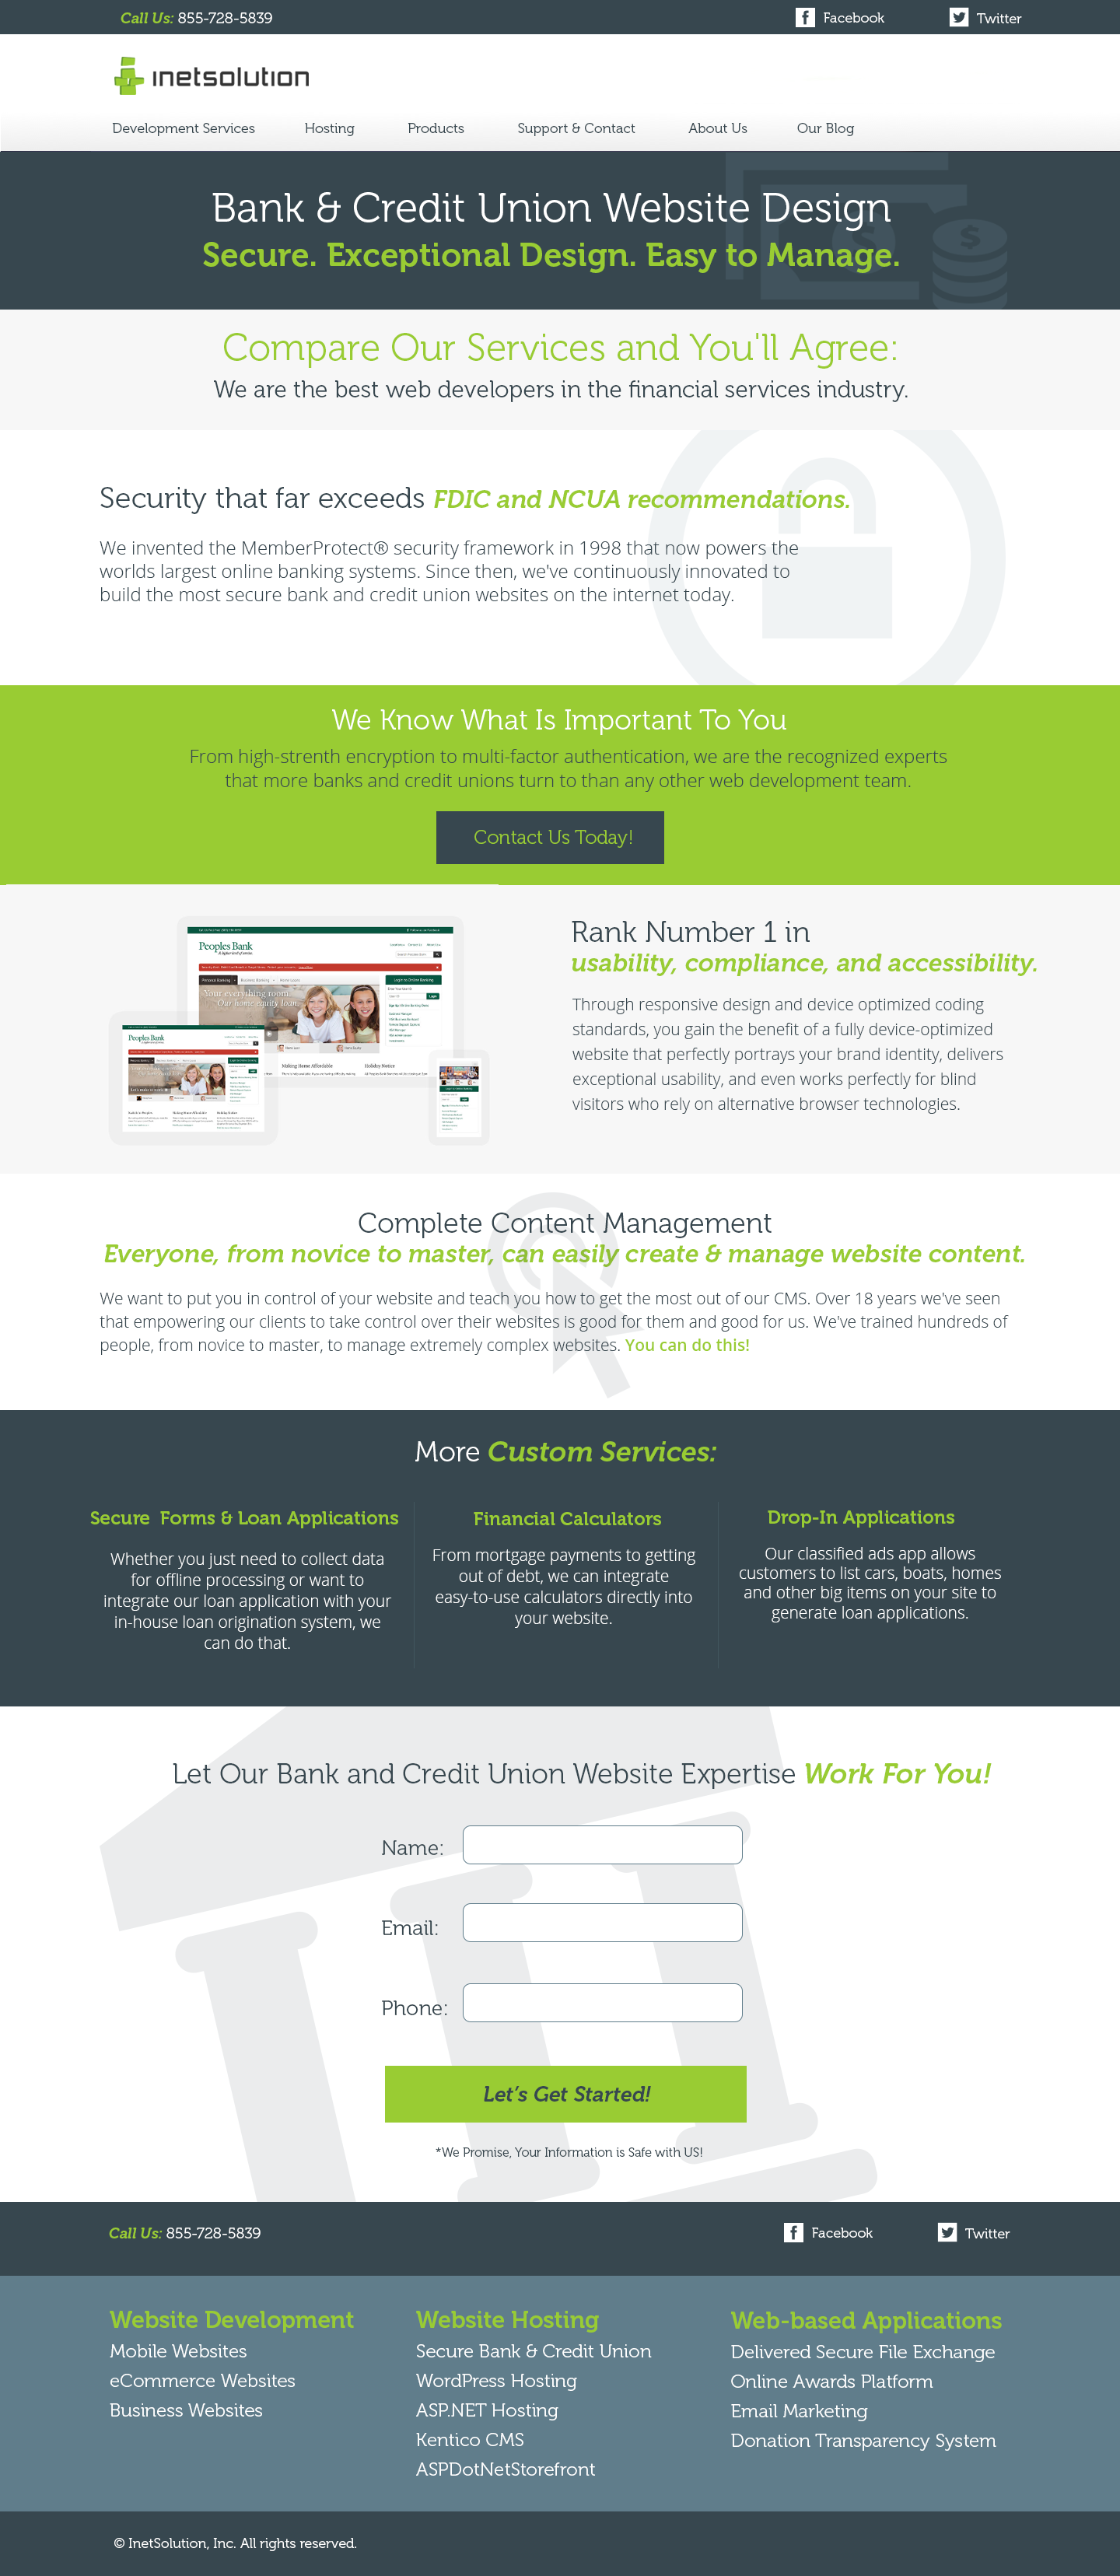 Call Us: 855-728-5839
Facebook
Twitter
inetsolution
Development Services
Hosting
Products
Support & Contact
About Us
Our Blog
Bank & Credit Union Website Design
Secure. Exceptional Design. Easy to Manage.
Compare Our Services and You'll Agree:
We are the best web developers in the financial services industry.
Security that far exceeds FDIC and NCUA recommendations.
We invented the MemberProtect® security framework in 1998 that now powers the
worlds largest online banking systems. Since then, we've continuously innovated to
build the most secure bank and credit union websites on the internet today.
We Know What Is Important To You
From high-strenth encryption to multi-factor authentication, we are the recognized experts
that more banks and credit unions turn to than any other web development team.
Contact Us Today!
Peoples Bank
Your everything room
Our home equity loan.
Making Home Affordable
Holiday Notice
Peoples Bank
Rank Number 1 in
usability, compliance, and accessibility.
Through responsive design and device optimized coding
standards, you gain the benefit of a fully device-optimized
website that perfectly portrays your brand identity, delivers
exceptional usability, and even works perfectly for blind
visitors who rely on alternative browser technologies.
Complete Content Management
Everyone, from novice to master, can easily create & manage website content.
We want to put you in control of your website and teach you how to get the most out of our CMS. Over 18 years we've seen
that empowering our clients to take control over their websites is good for them and good for us. We've trained hundreds of
people, from novice to master, to manage extremely complex websites. You can do this!
More Custom Services:
Secure Forms & Loan Applications
Whether you just need to collect data
for offline processing or want to
integrate our loan application with your
in-house loan origination system, we
can do that.
Financial Calculators
From mortgage payments to getting
out of debt, we can integrate
easy-to-use calculators directly into
your website.
Drop-In Applications
Our classified ads app allows
customers to list cars, boats, homes
and other big items on your site to
generate loan applications.
Let Our Bank and Credit Union Website Expertise Work For You!
Name:
Email:
Phone:
Let's Get Started!
*We Promise, Your Information is Safe with US!
Call Us: 855-728-5839
Facebook
Twitter
Website Development
Mobile Websites
eCommerce Websites
Business Websites
Website Hosting
Secure Bank & Credit Union
WordPress Hosting
ASP.NET Hosting
Kentico CMS
ASPDotNetStorefront
Web-based Applications
Delivered Secure File Exchange
Online Awards Platform
Email Marketing
Donation Transparency System
© InetSolution, Inc. All rights reserved.